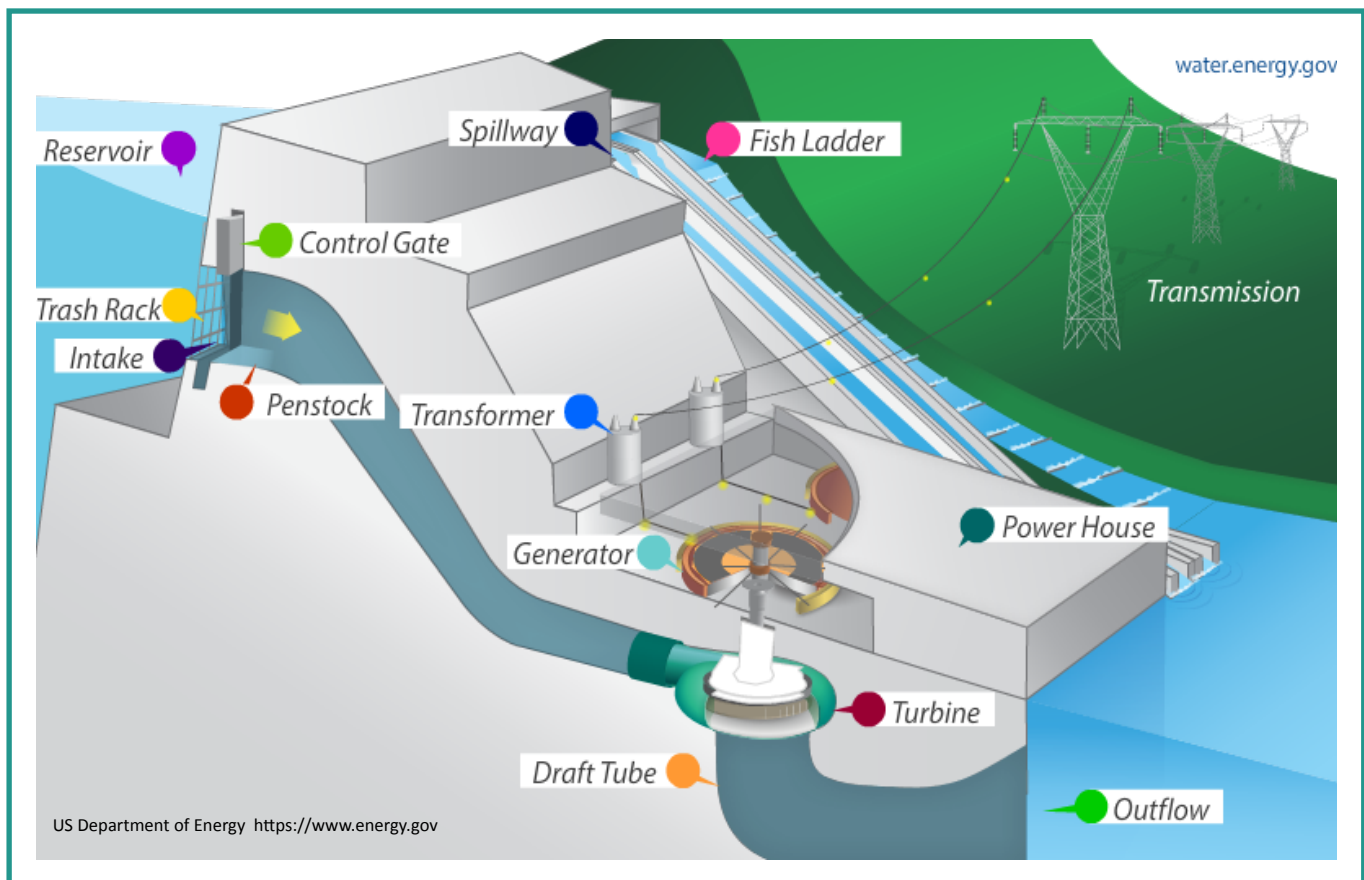 water.energy.gov
Spillway
Fish Ladder
Reservoir
Control Gate
Transmission
Trash Rack
Intake
Penstock
Transformer
Power House
Generator
Turbine
Draft Tube
Outflow
US Department of Energy https://www.energy.gov